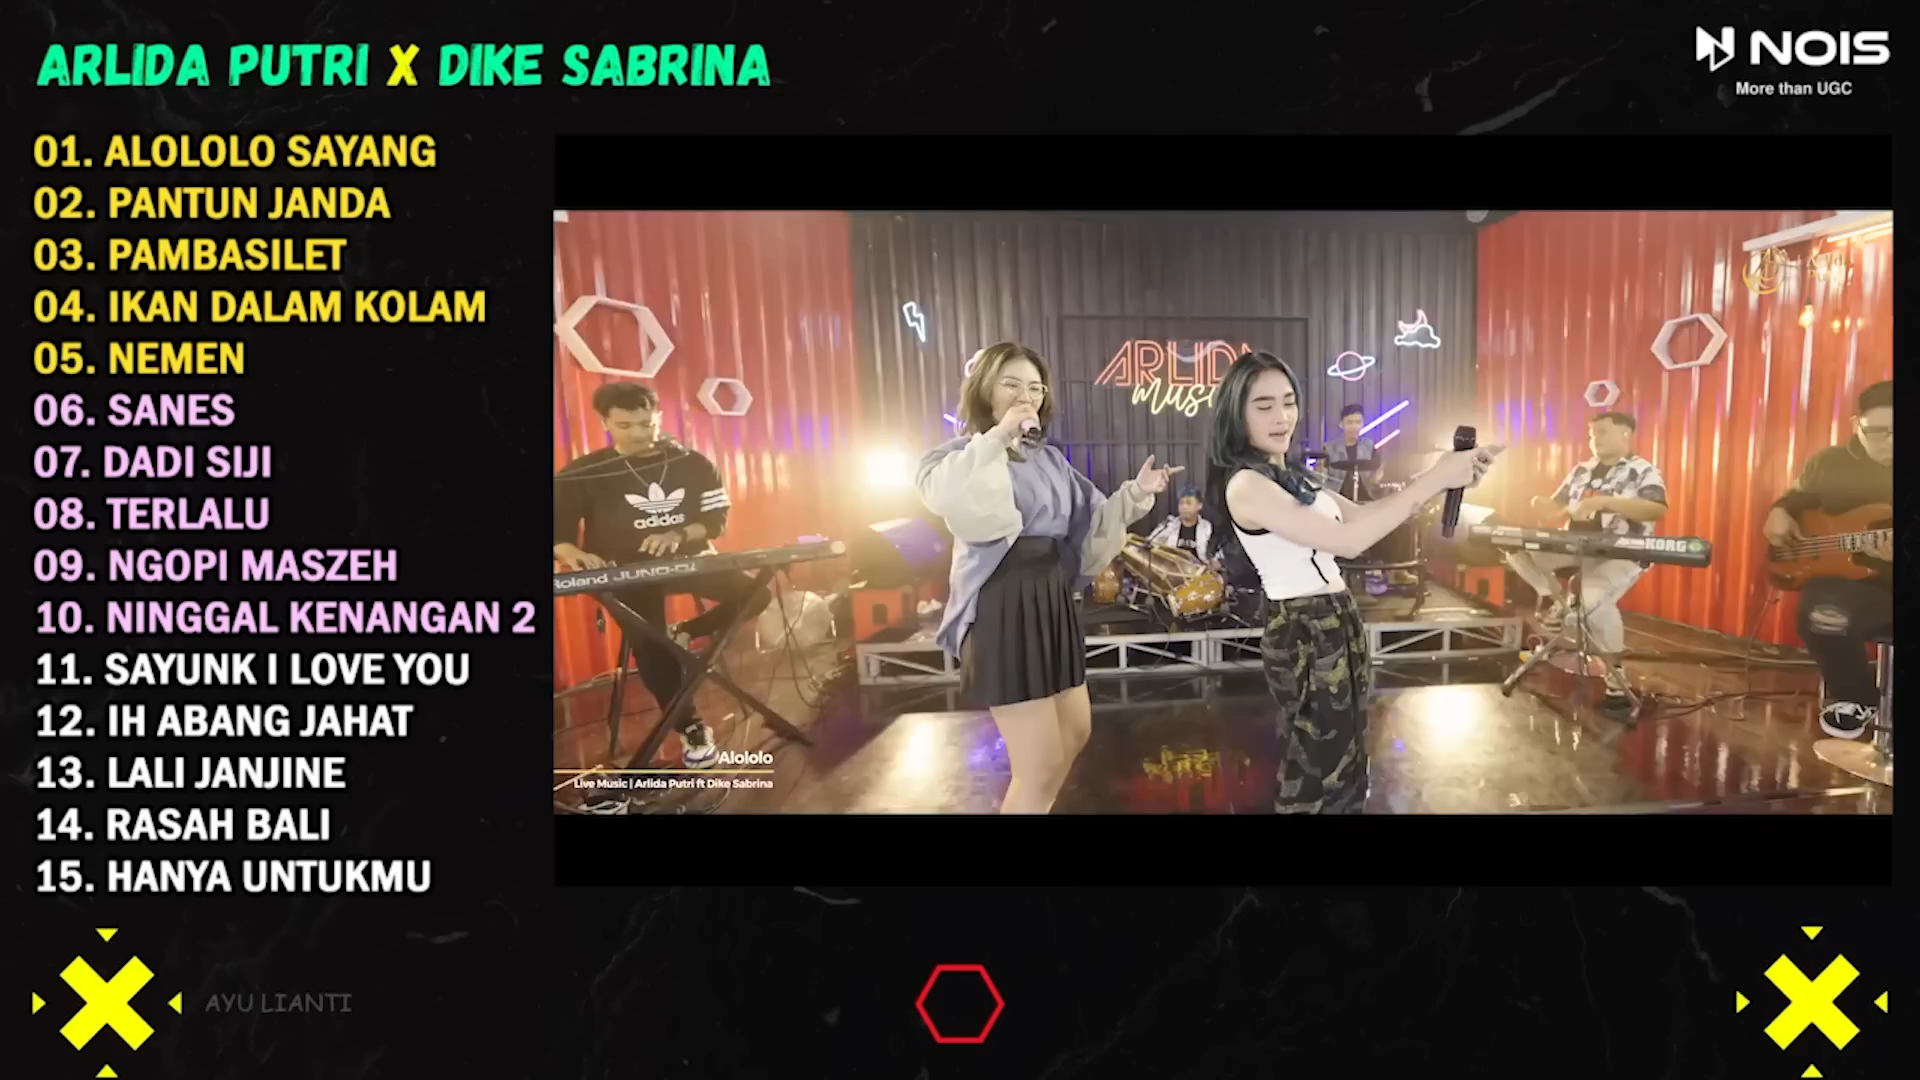 ARLIDA PUTRI X DIKE SABRINA
NOIS
More than UGC
01. ALOLOLO SAYANG
02. PANTUN JANDA
03. PAMBASILET
04. IKAN DALAM KOLAM
05. NEMEN
06. SANES
07. DADI SIJI
08. TERLALU
09. NGOPI MASZEH
10. NINGGAL KENANGAN 2
11. SAYUNK I LOVE YOU
12. IH ABANG JAHAT
13. LALI JANJINE
14. RASAH BALI
15. HANYA UNTUKMU
ARLIDA
music
adidas
Roland JUNO-Di
KORG
Alololo
Live Music | Arlida Putri ft Dike Sabrina
AYU LIANTI